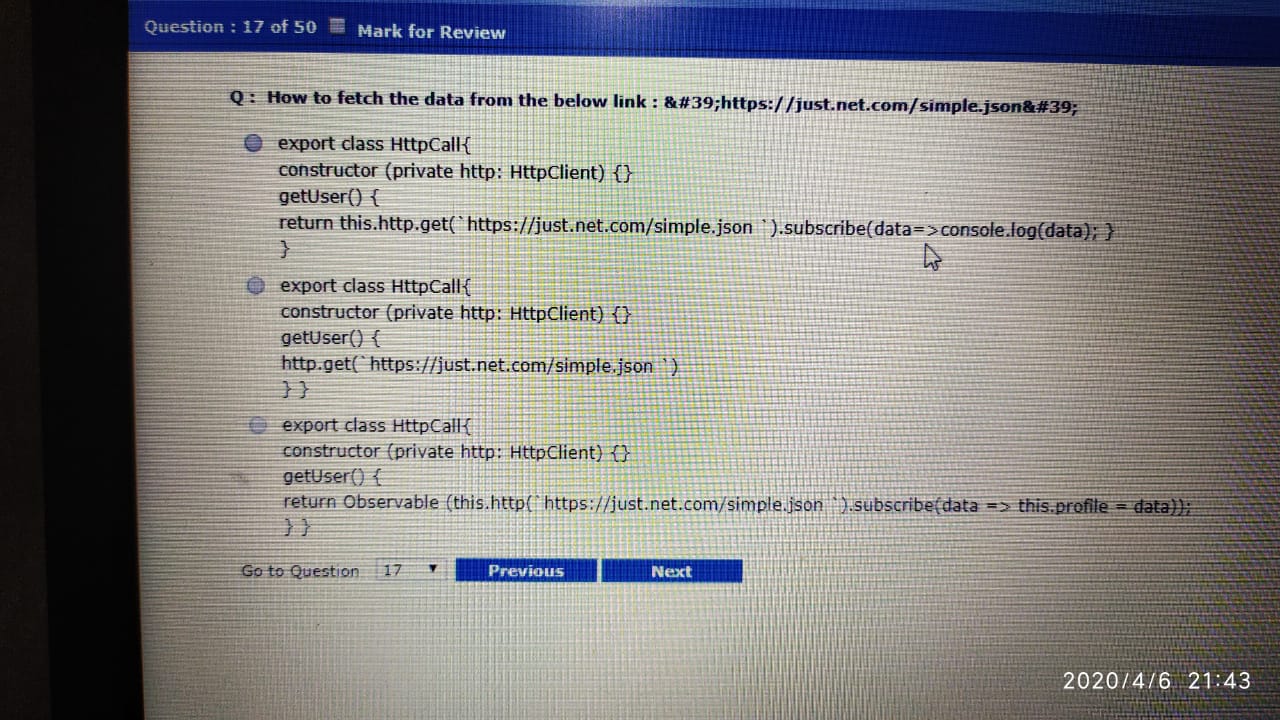 Question : 17 of 50 Mark for Review
Q : How to fetch the data from the below link : &#39;https://just.net.com/simple.json&#39;
export class HttpCall{
constructor (private http: HttpClient) {}
getUser() {
return this.http.get(`https://just.net.com/simple.json `).subscribe(data=>console.log(data); }
}
export class HttpCall{
constructor (private http: HttpClient) {}
getUser() {
http.get(`https://just.net.com/simple.json `)
} }
export class HttpCall{
constructor (private http: HttpClient) {}
getUser() {
return Observable (this.http(`https://just.net.com/simple.json `).subscribe(data => this.profile = data));
} }
Go to Question 17 Previous Next
2020/4/6 21:43